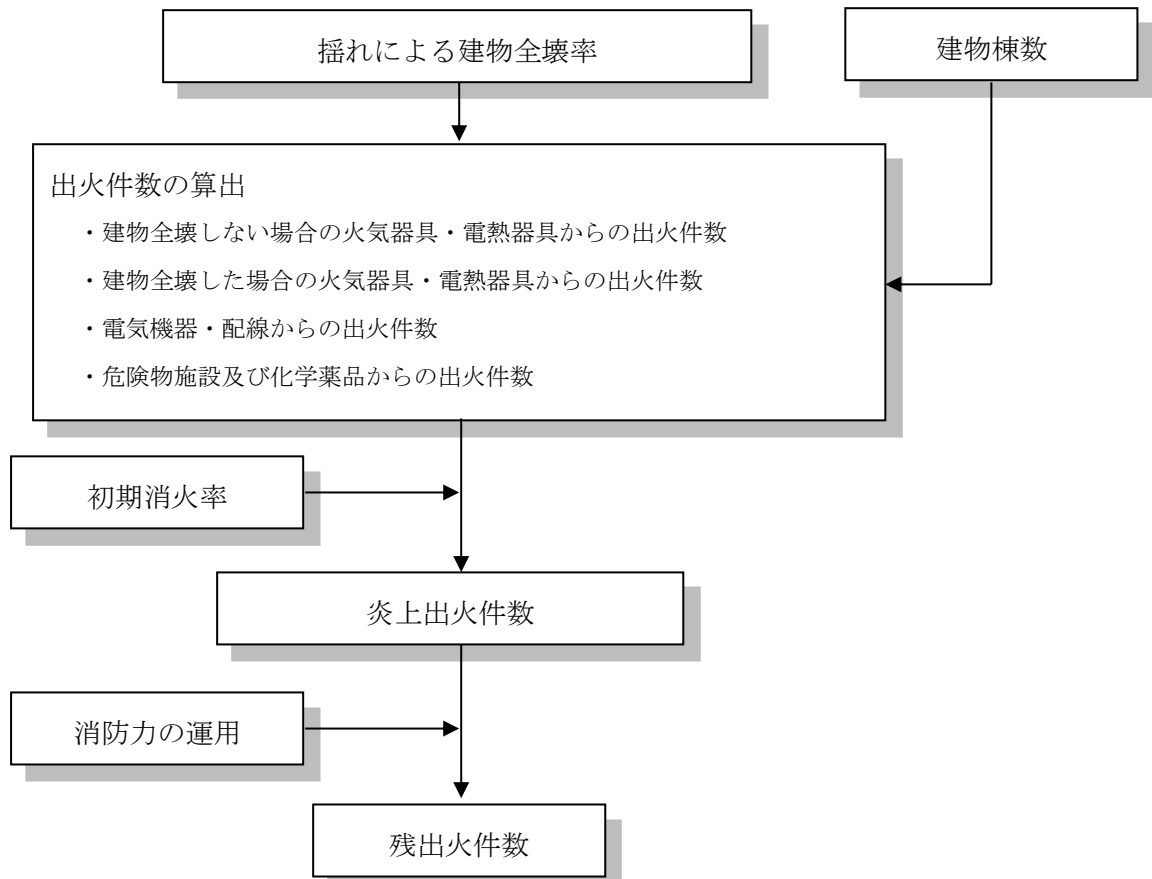 揺れによる建物全壊率
建物棟数
出火件数の算出
・建物全壊しない場合の火気器具・電熱器具からの出火件数
・建物全壊した場合の火気器具・電熱器具からの出火件数
・電気機器・配線からの出火件数
・危険物施設及び化学薬品からの出火件数
初期消火率
炎上出火件数
消防力の運用
残出火件数